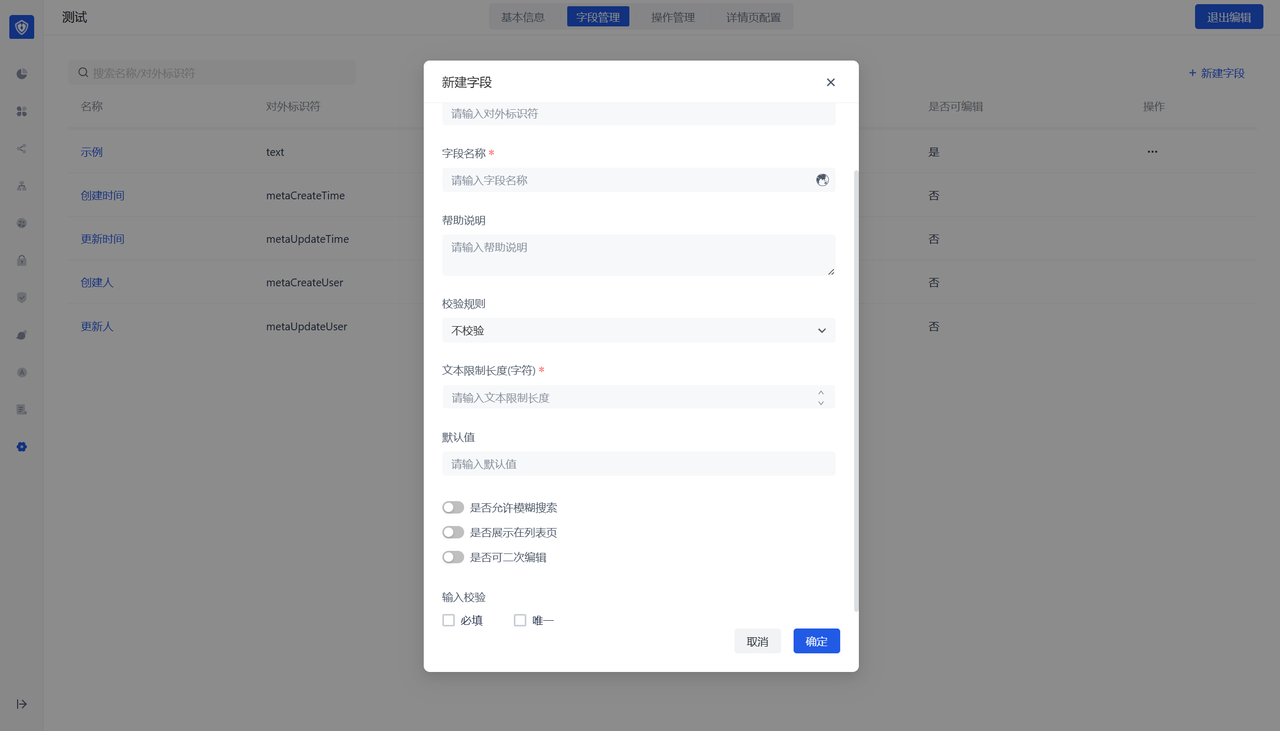 测试
基本信息
字段管理
操作管理
详情页配置
退出编辑
搜索名称/对外标识符
+ 新建字段
名称
对外标识符
是否可编辑
操作
示例
text
是
...
创建时间
metaCreateTime
否
更新时间
metaUpdateTime
否
创建人
metaCreateUser
否
更新人
metaUpdateUser
否
新建字段
请输入对外标识符
字段名称 *
请输入字段名称
帮助说明
请输入帮助说明
校验规则
不校验
文本限制长度(字符) *
请输入文本限制长度
默认值
请输入默认值
是否允许模糊搜索
是否展示在列表页
是否可二次编辑
输入校验
必填
唯一
取消
确定